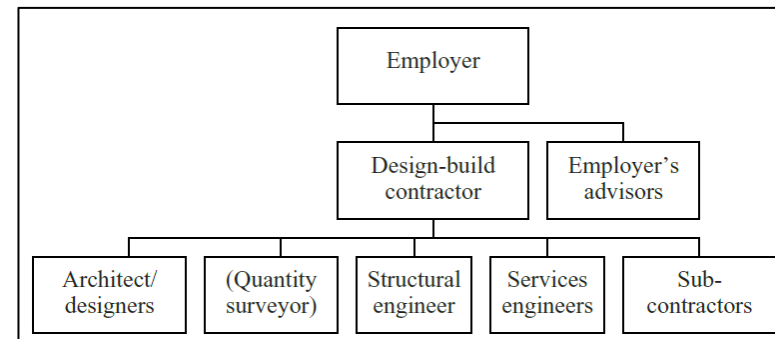 Employer
Design-build
contractor
Employer’s
advisors
Architect/
designers
(Quantity
surveyor)
Structural
engineer
Services
engineers
Sub-
contractors